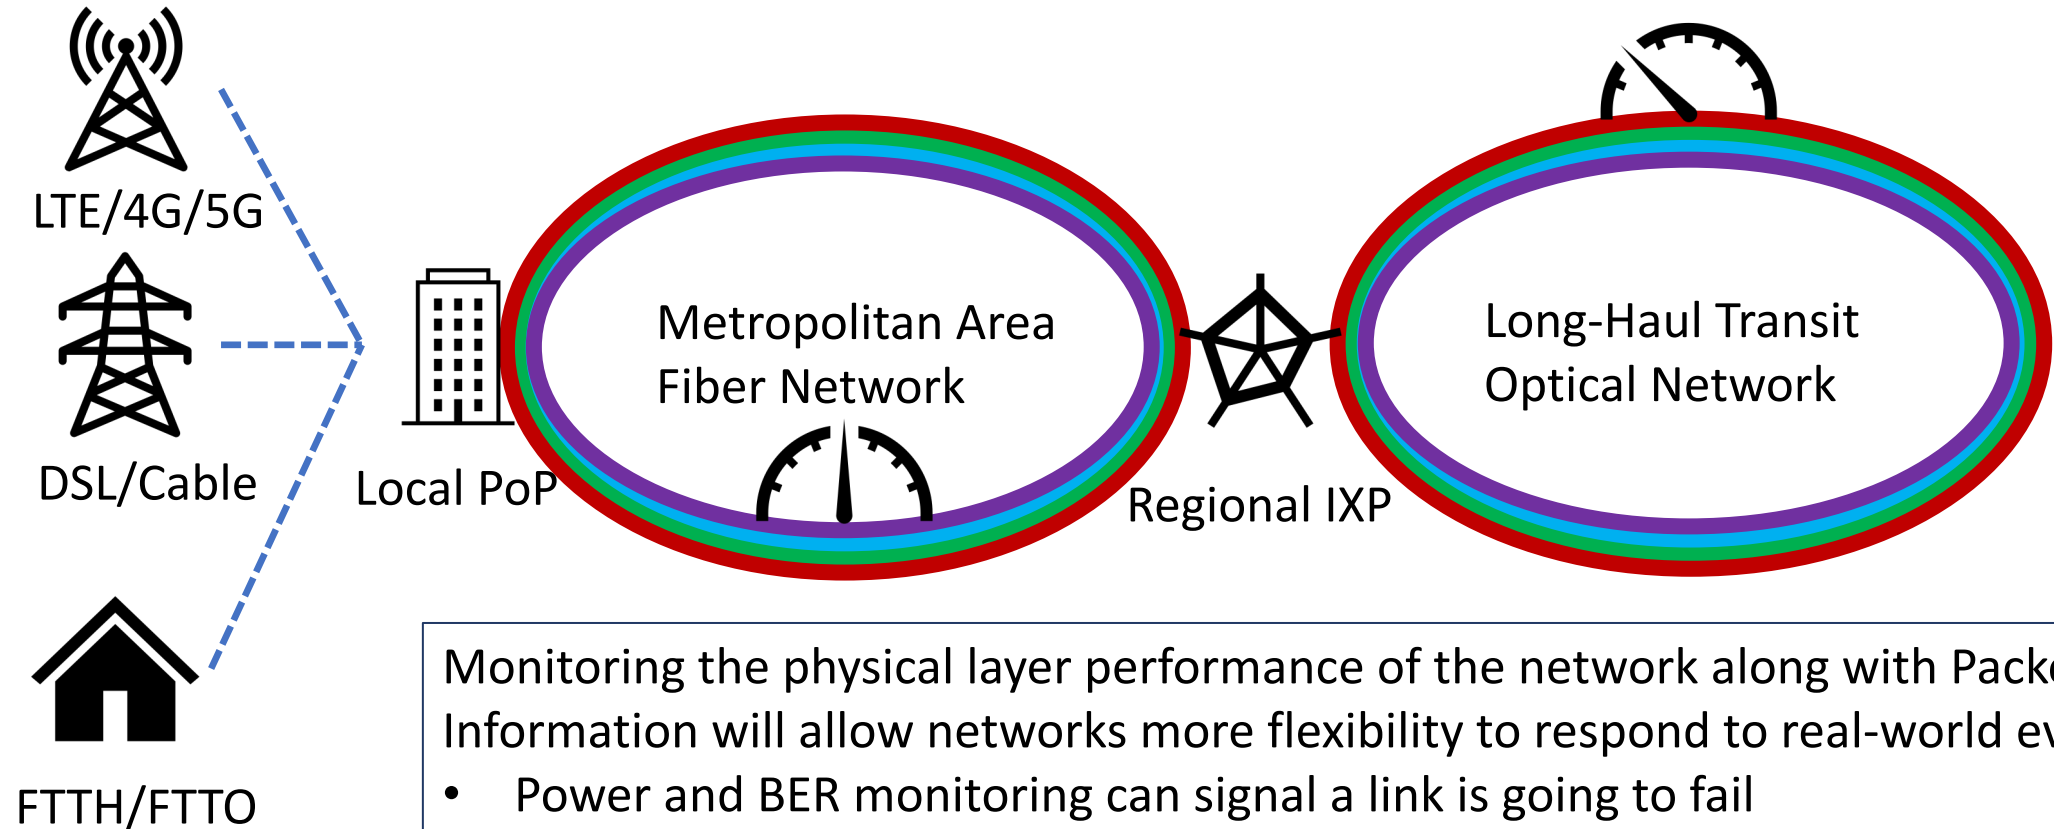 LTE/4G/5G
DSL/Cable
FTTH/FTTO
Local PoP
Metropolitan Area
Fiber Network
Regional IXP
Long-Haul Transit
Optical Network
Monitoring the physical layer performance of the network along with
Information will allow networks more flexibility to respond to real-world
• Power and BER monitoring can signal a link is going to fail